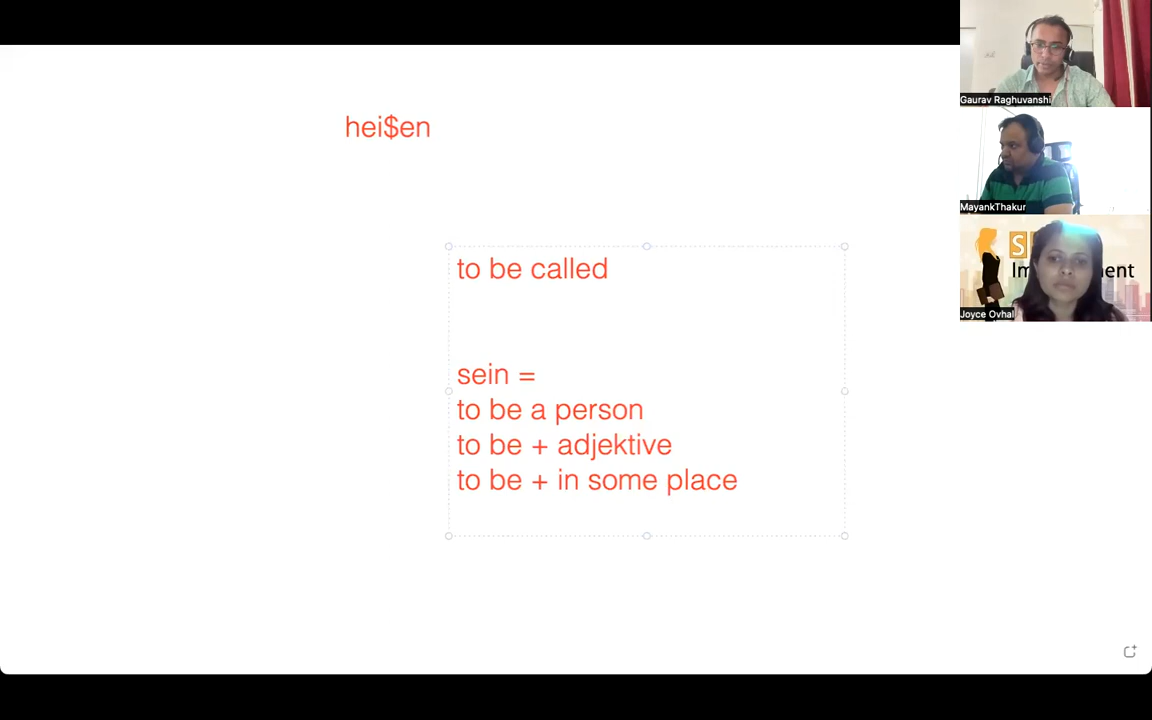 hei$en
to be called
sein =
to be a person
to be + adjektive
to be + in some place
Gaurav Raghuvanshi
MayankThakur
Joyce Ovhal